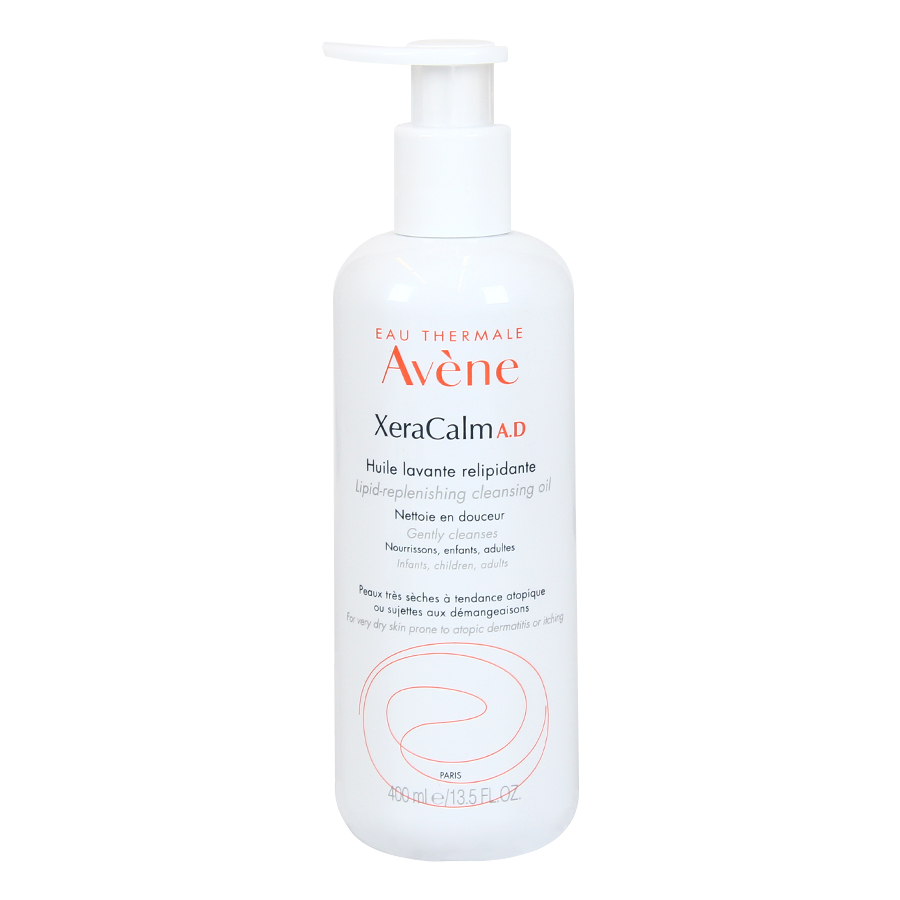 EAU THERMALE
Avène
XeraCalm A.D
Huile lavante relipidante
Lipid-replenishing cleansing oil
Nettoie en douceur
Gently cleanses
Nourrissons, enfants, adultes
Infants, children, adults
Peaux très sèches à tendance atopique
ou sujettes aux démangeaisons
For very dry skin prone to atopic dermatitis or itching
PARIS
400 ml ℮/13.5 FL.OZ.